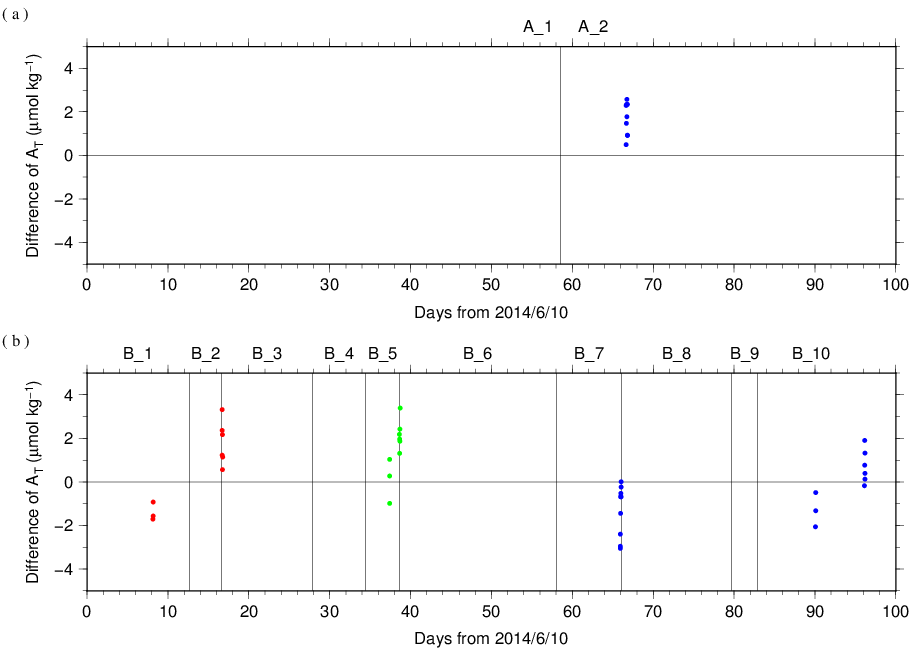 ( a )
A_1 A_2
Difference of A_T (μmol kg⁻¹)
4
2
0
−2
−4
0 10 20 30 40 50 60 70 80 90 100
Days from 2014/6/10
( b )
B_1 B_2 B_3 B_4 B_5 B_6 B_7 B_8 B_9 B_10
Difference of A_T (μmol kg⁻¹)
4
2
0
−2
−4
0 10 20 30 40 50 60 70 80 90 100
Days from 2014/6/10